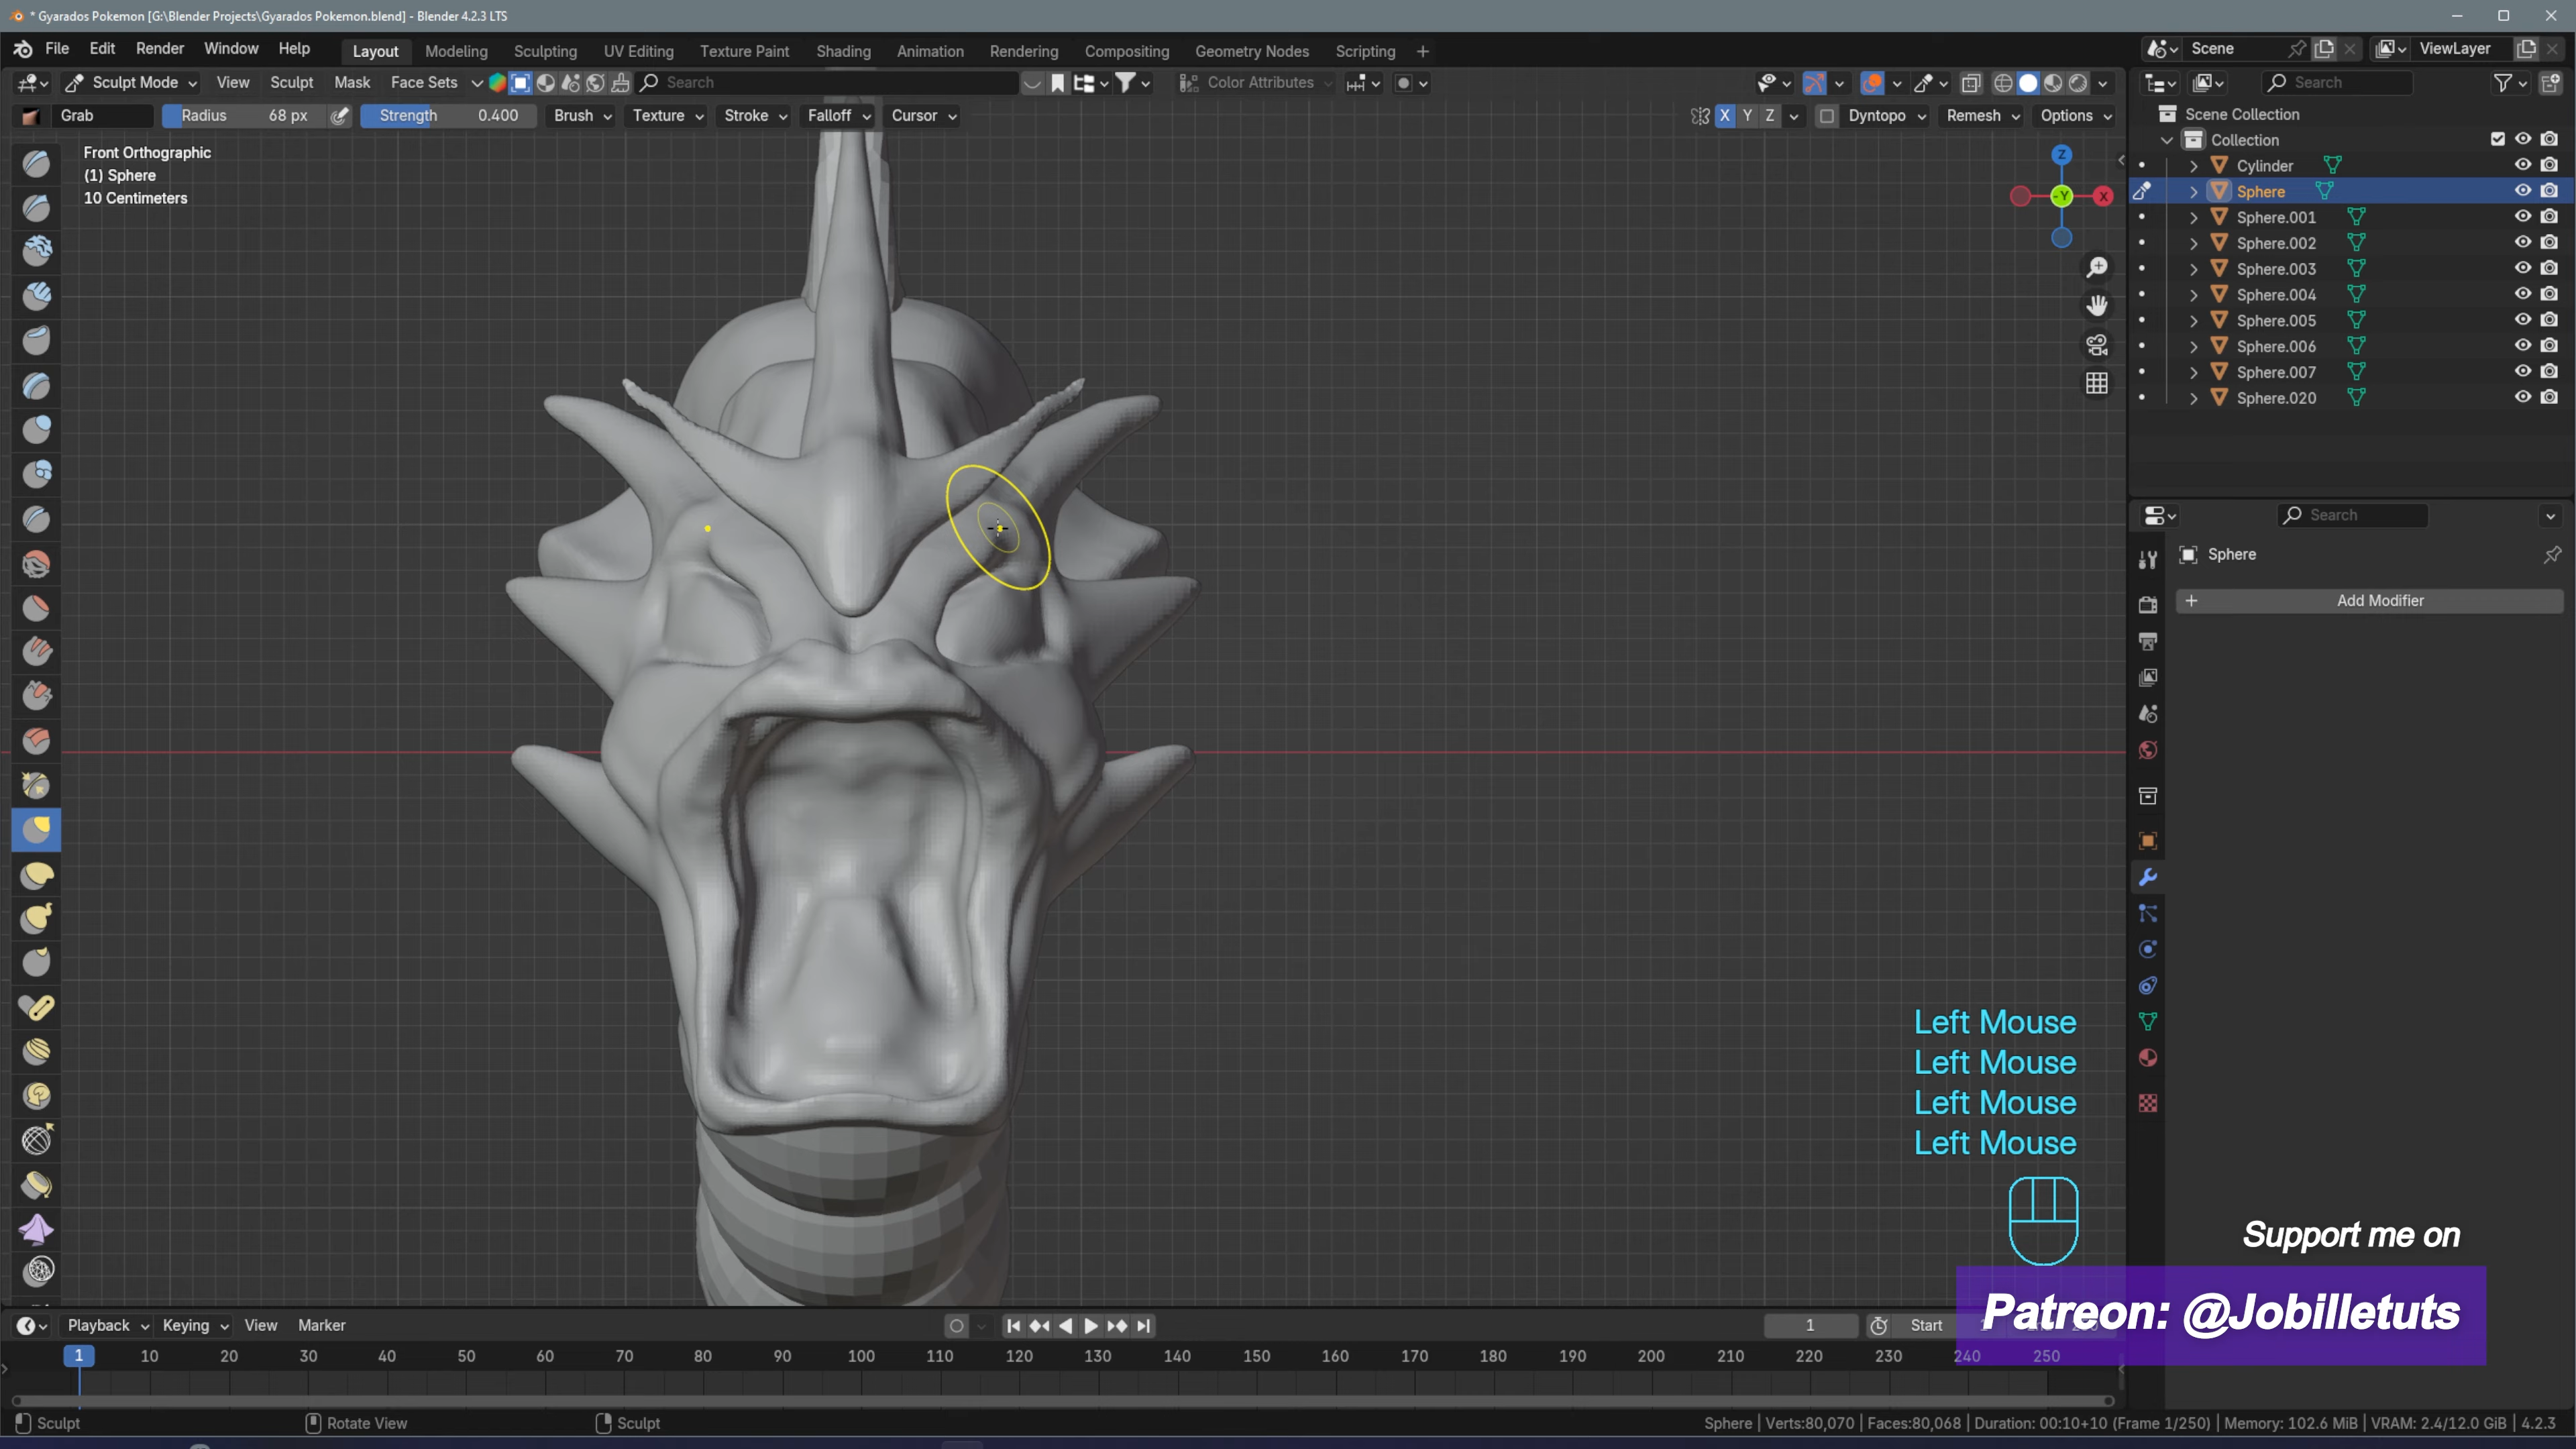 * Gyarados Pokemon [G:\Blender Projects\Gyarados Pokemon.blend] - Blender 4.2.3 LTS
File Edit Render Window Help Layout Modeling Sculpting UV Editing Texture Paint Shading Animation Rendering Compositing Geometry Nodes Scripting + Scene ViewLayer
Sculpt Mode View Sculpt Mask Face Sets Search Color Attributes Search
Grab Radius 68 px Strength 0.400 Brush Texture Stroke Falloff Cursor X Y Z Dyntopo Remesh Options
Scene Collection
Collection
Cylinder
Sphere
Sphere.001
Sphere.002
Sphere.003
Sphere.004
Sphere.005
Sphere.006
Sphere.007
Sphere.020
Front Orthographic
(1) Sphere
10 Centimeters
Z
-Y
X
Search
Sphere
+ Add Modifier
Left Mouse
Left Mouse
Left Mouse
Left Mouse
Support me on
Patreon: @Jobilletuts
Playback Keying View Marker 1 Start
1 10 20 30 40 50 60 70 80 90 100 110 120 130 140 150 160 170 180 190 200 210 220 230 240 250
Sculpt Rotate View Sculpt Sphere | Verts:80,070 | Faces:80,068 | Duration: 00:10+10 (Frame 1/250) | Memory: 102.6 MiB | VRAM: 2.4/12.0 GiB | 4.2.3